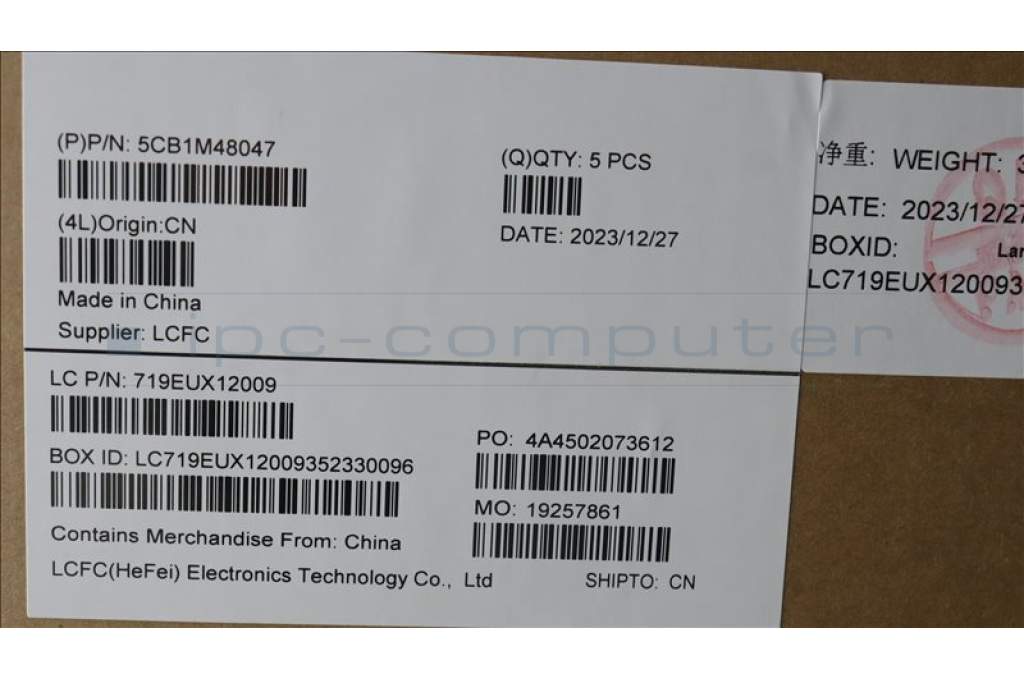 (P)P/N: 5CB1M48047
(Q)QTY: 5 PCS
(4L)Origin:CN
DATE: 2023/12/27
Made in China
Supplier: LCFC
ipc-computer
LC P/N: 719EUX12009
PO: 4A4502073612
BOX ID: LC719EUX12009352330096
MO: 19257861
Contains Merchandise From: China
LCFC(HeFei) Electronics Technology Co., Ltd
SHIPTO: CN
净重: WEIGHT:
DATE: 2023/12/27
BOXID:
LC719EUX120093